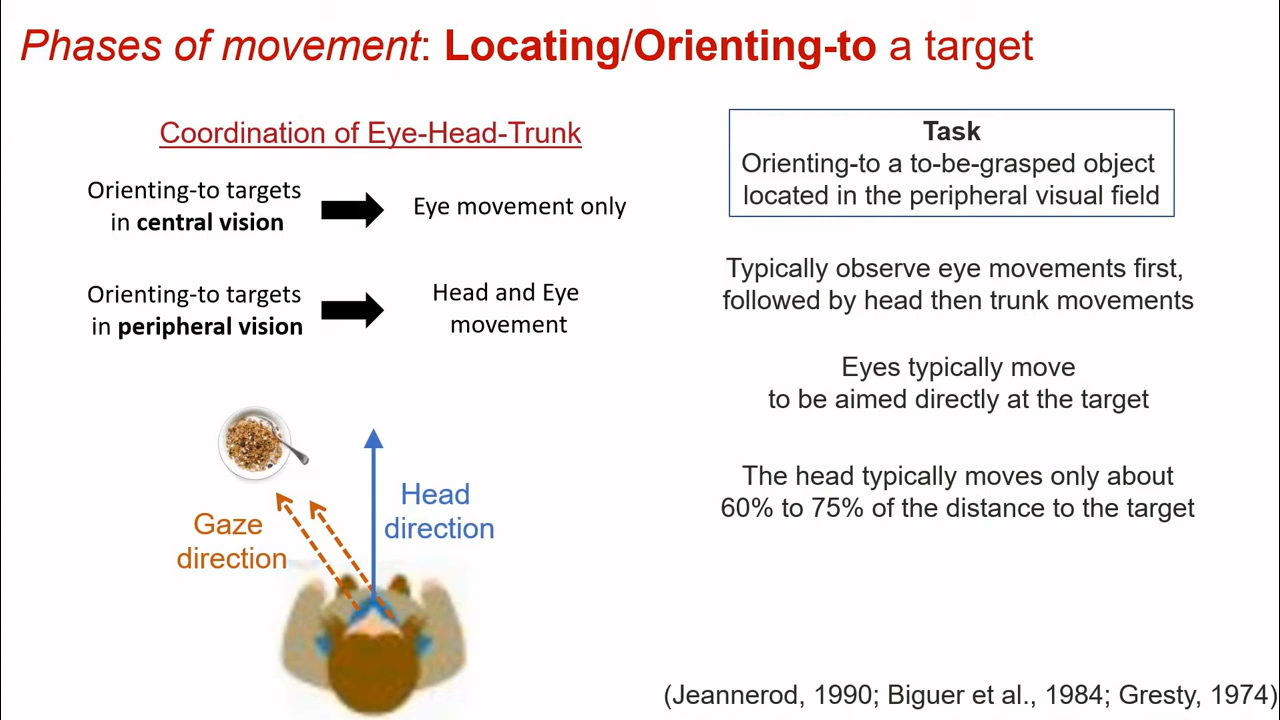 Phases of movement: Locating/Orienting-to a target
Coordination of Eye-Head-Trunk
Orienting-to targets
in central vision
Eye movement only
Orienting-to targets
in peripheral vision
Head and Eye
movement
Gaze
direction
Head
direction
Task
Orienting-to a to-be-grasped object
located in the peripheral visual field
Typically observe eye movements first,
followed by head then trunk movements
Eyes typically move
to be aimed directly at the target
The head typically moves only about
60% to 75% of the distance to the target
(Jeannerod, 1990; Biguer et al., 1984; Gresty, 1974)